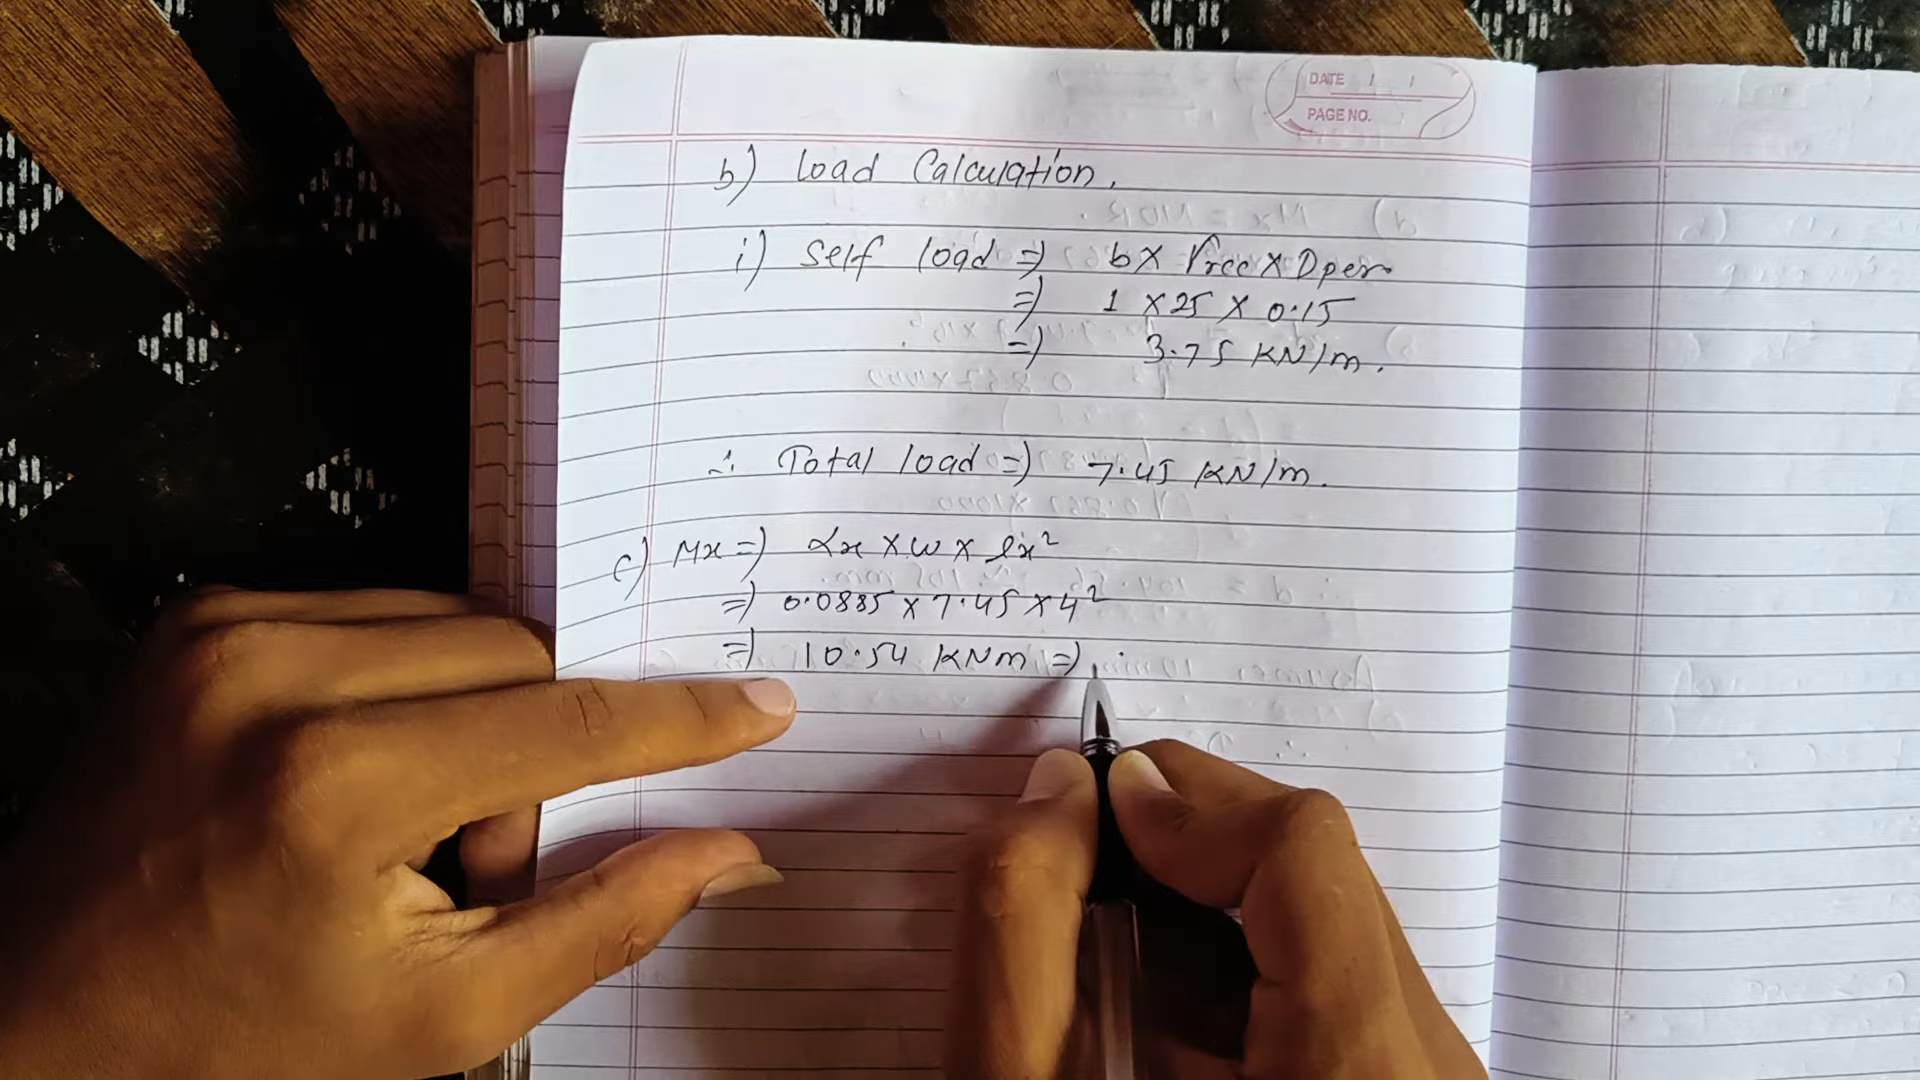 DATE / /
PAGE NO.
b) Load Calculation.
i) Self load ⇒ b × γrcc × Dper.
⇒ 1 × 25 × 0.15
⇒ 3.75 KN/m.
∴ Total load ⇒ 7.45 KN/m.
c) Mx ⇒ αx × w × lx²
⇒ 0.0885 × 7.45 × 4²
⇒ 10.54 KNm ⇒